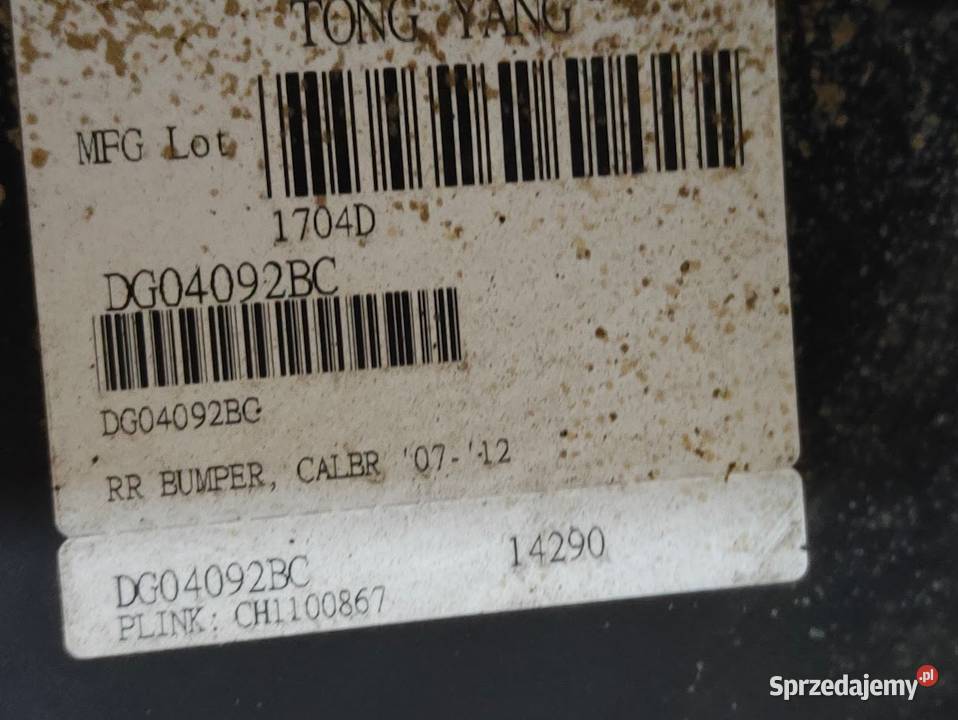 TONG YANG
MFG Lot
1704D
DG04092BC
DG04092BC
RR BUMPER, CALBR '07-'12
DG04092BC 14290
PLINK: CH1100867
Sprzedajemy.pl